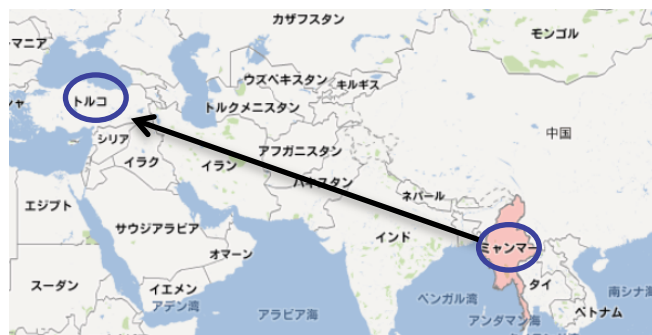 カザフスタン
モンゴル
マニア
ウズベキスタン
キルギス
トルコ
トルクメニスタン
シャ
シリア
中国
アフガニスタン
イラク
イラン
パキスタン
ネパール
エジプト
サウジアラビア
インド
ミャンマー
オマーン
スーダン
イエメン
タイ
アデン湾
アラビア海
ベンガル湾
南シナ海
ベトナム
アンダマン海